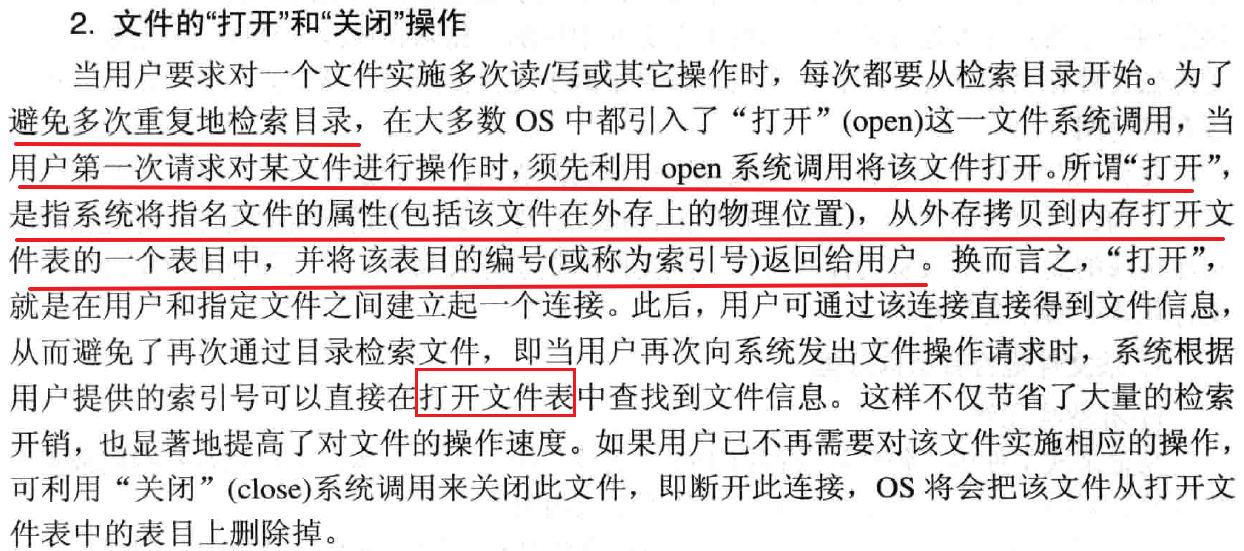 2. 文件的“打开”和“关闭”操作
当用户要求对一个文件实施多次读/写或其它操作时，每次都要从检索目录开始。为了
避免多次重复地检索目录，在大多数 OS 中都引入了“打开”(open)这一文件系统调用，当
用户第一次请求对某文件进行操作时，须先利用 open 系统调用将该文件打开。所谓“打开”，
是指系统将指名文件的属性(包括该文件在外存上的物理位置)，从外存拷贝到内存打开文
件表的一个表目中，并将该表目的编号(或称为索引号)返回给用户。换而言之，“打开”，
就是在用户和指定文件之间建立起一个连接。此后，用户可通过该连接直接得到文件信息，
从而避免了再次通过目录检索文件，即当用户再次向系统发出文件操作请求时，系统根据
用户提供的索引号可以直接在打开文件表中查找到文件信息。这样不仅节省了大量的检索
开销，也显著地提高了对文件的操作速度。如果用户已不再需要对该文件实施相应的操作，
可利用“关闭”(close)系统调用来关闭此文件，即断开此连接，OS 将会把该文件从打开文
件表中的表目上删除掉。